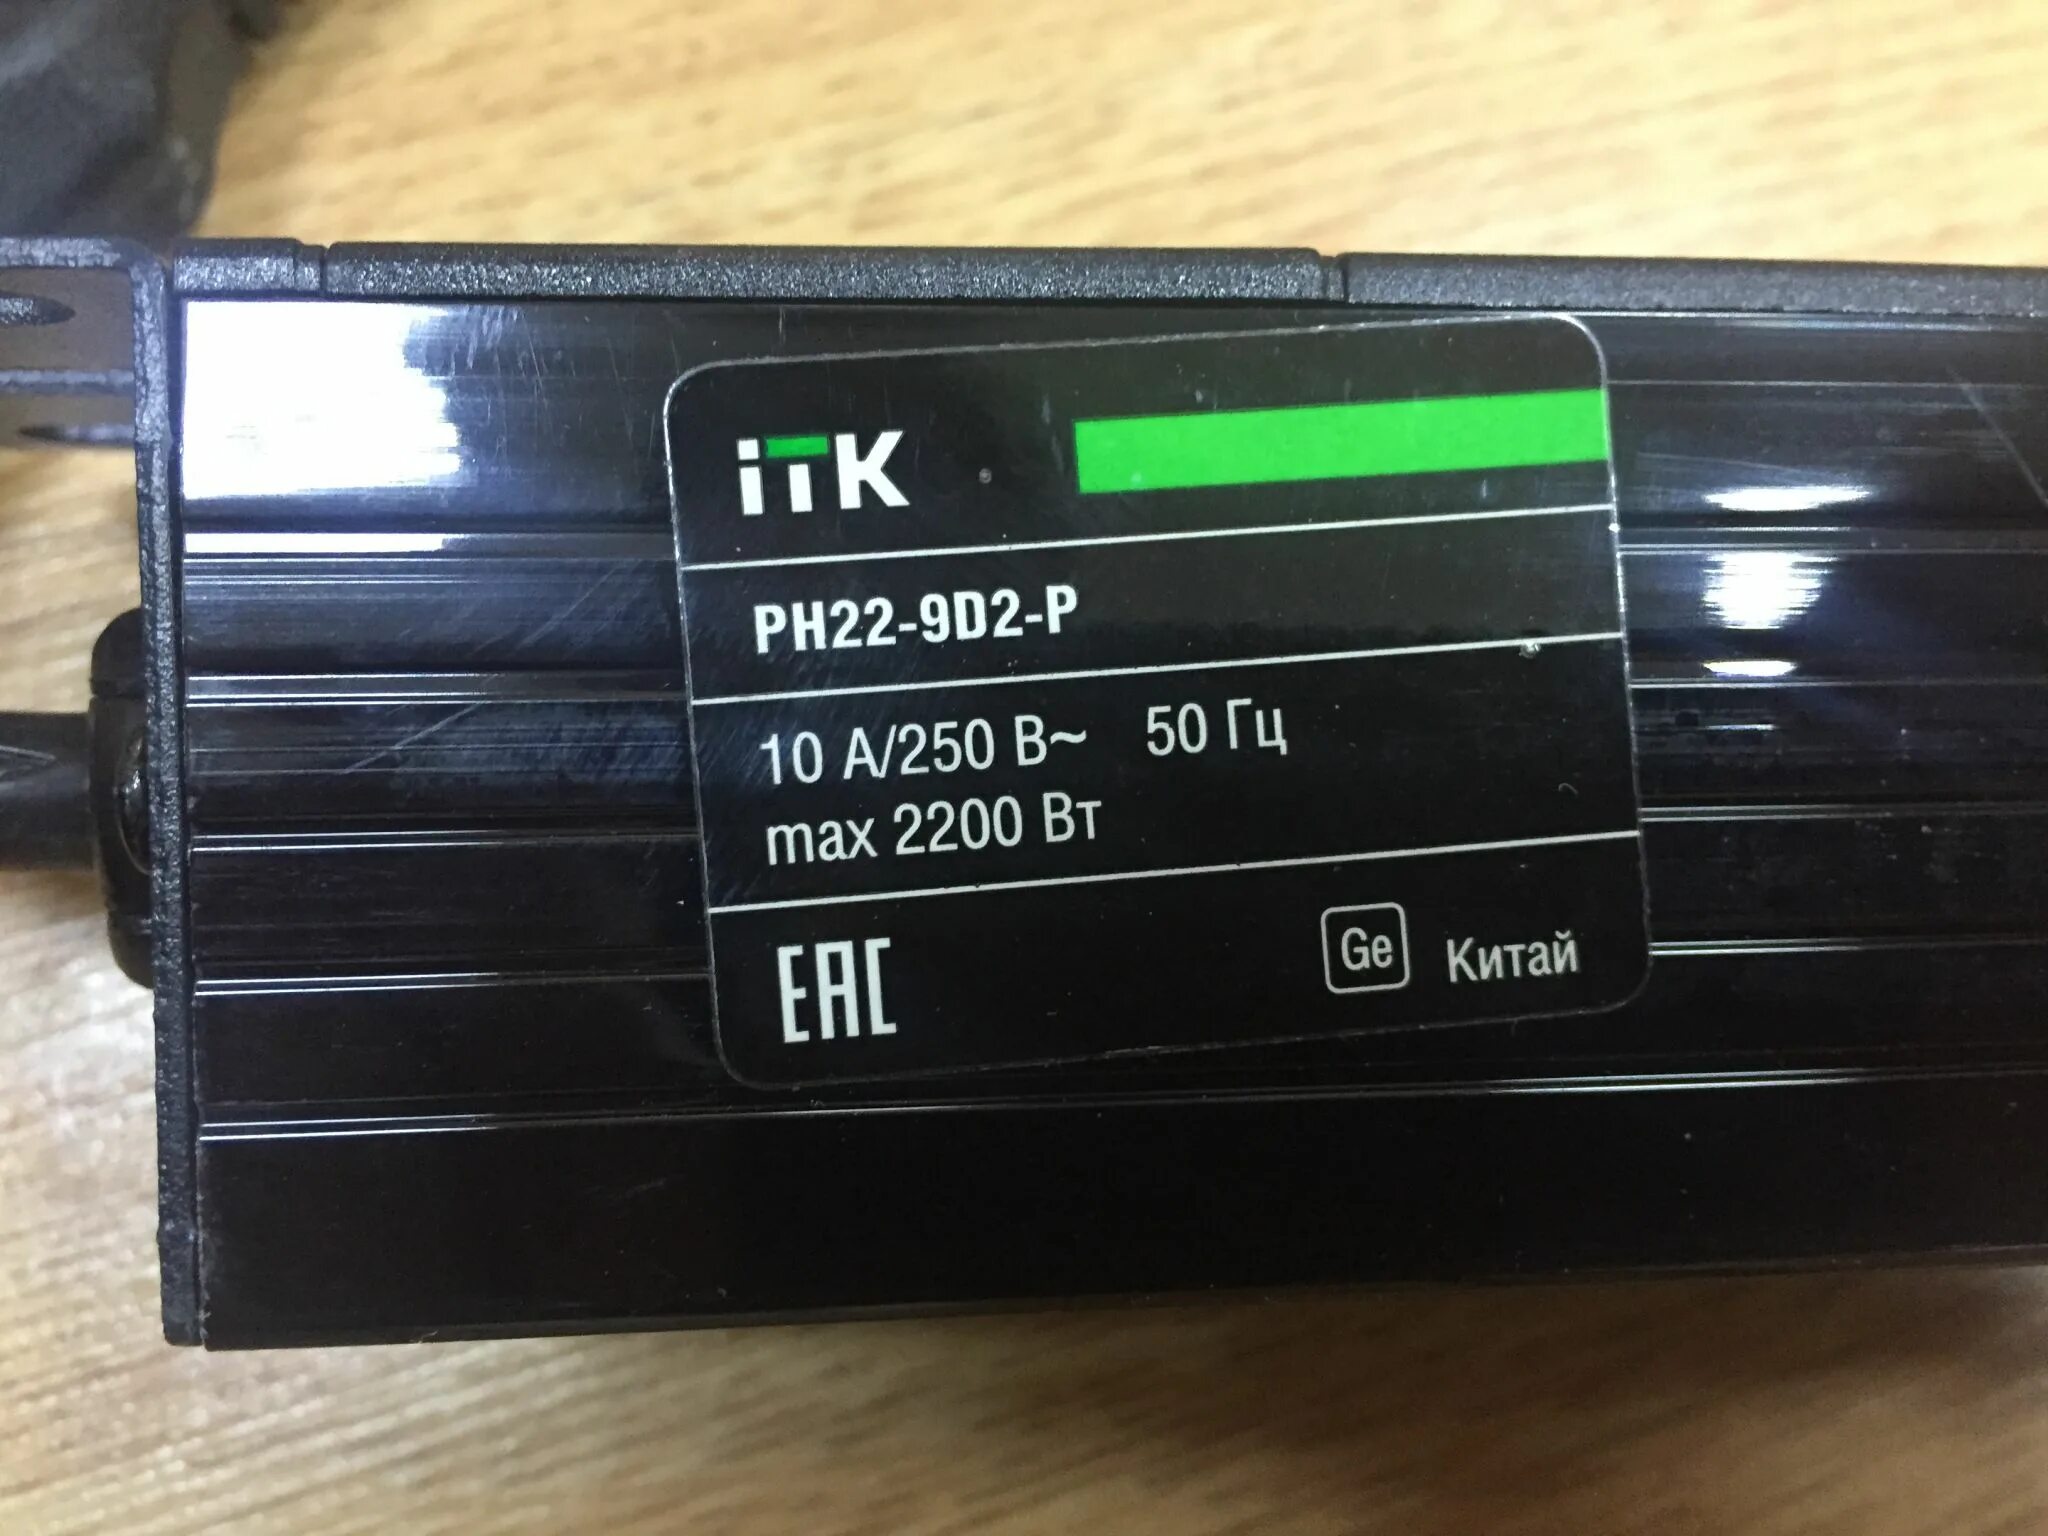 iTK
PH22-9D2-P
10 А/250 В~ 50 Гц
max 2200 Вт
EAC
Ge Китай